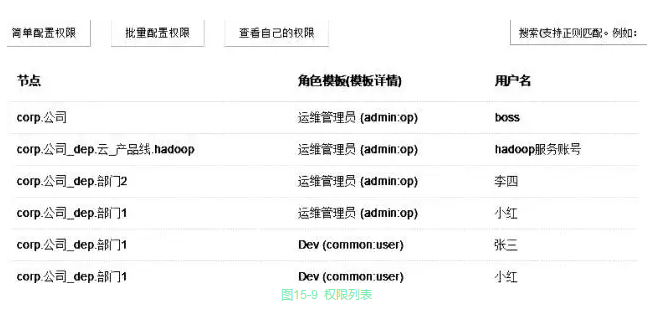 简单配置权限 批量配置权限 查看自己的权限 搜索(支持正则匹配。例如:
节点 角色模板(模板详情) 用户名
corp.公司 运维管理员 (admin:op) boss
corp.公司_dep.云_产品线.hadoop 运维管理员 (admin:op) hadoop服务账号
corp.公司_dep.部门2 运维管理员 (admin:op) 李四
corp.公司_dep.部门1 运维管理员 (admin:op) 小红
corp.公司_dep.部门1 Dev (common:user) 张三
corp.公司_dep.部门1 Dev (common:user) 小红
图15-9 权限列表